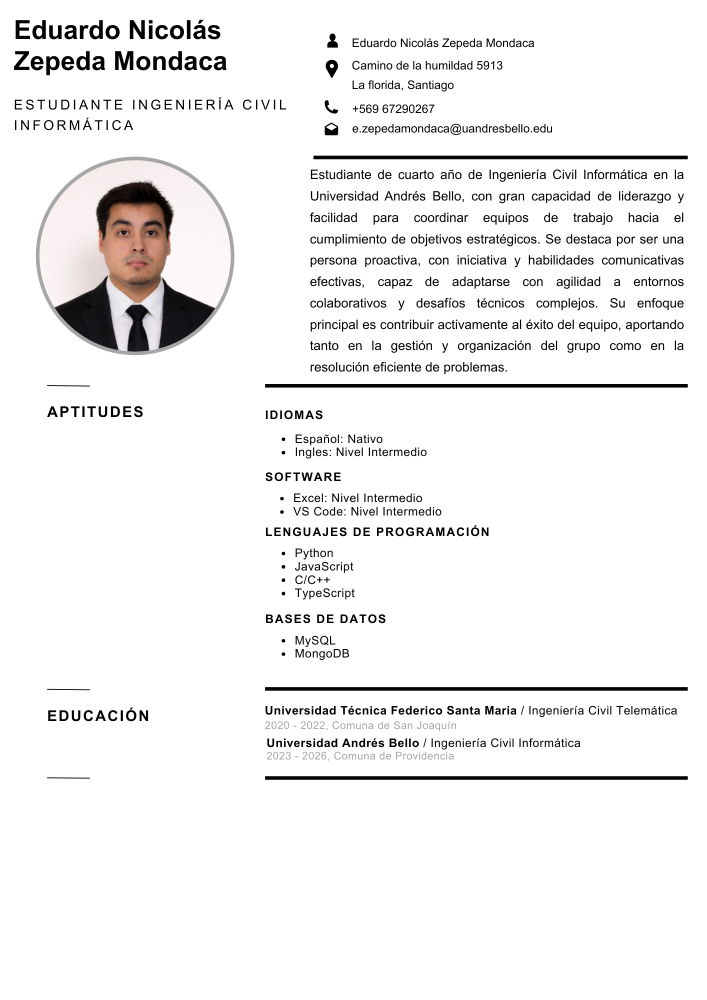 Eduardo Nicolás
Zepeda Mondaca
ESTUDIANTE INGENIERÍA CIVIL
INFORMÁTICA
Eduardo Nicolás Zepeda Mondaca
Camino de la humildad 5913
La florida, Santiago
+569 67290267
e.zepedamondaca@uandresbello.edu
Estudiante de cuarto año de Ingeniería Civil Informática en la
Universidad Andrés Bello, con gran capacidad de liderazgo y
facilidad para coordinar equipos de trabajo hacia el
cumplimiento de objetivos estratégicos. Se destaca por ser una
persona proactiva, con iniciativa y habilidades comunicativas
efectivas, capaz de adaptarse con agilidad a entornos
colaborativos y desafíos técnicos complejos. Su enfoque
principal es contribuir activamente al éxito del equipo, aportando
tanto en la gestión y organización del grupo como en la
resolución eficiente de problemas.
APTITUDES
IDIOMAS
• Español: Nativo
• Ingles: Nivel Intermedio
SOFTWARE
• Excel: Nivel Intermedio
• VS Code: Nivel Intermedio
LENGUAJES DE PROGRAMACIÓN
• Python
• JavaScript
• C/C++
• TypeScript
BASES DE DATOS
• MySQL
• MongoDB
EDUCACIÓN
Universidad Técnica Federico Santa Maria / Ingeniería Civil Telemática
2020 - 2022, Comuna de San Joaquín
Universidad Andrés Bello / Ingeniería Civil Informática
2023 - 2026, Comuna de Providencia